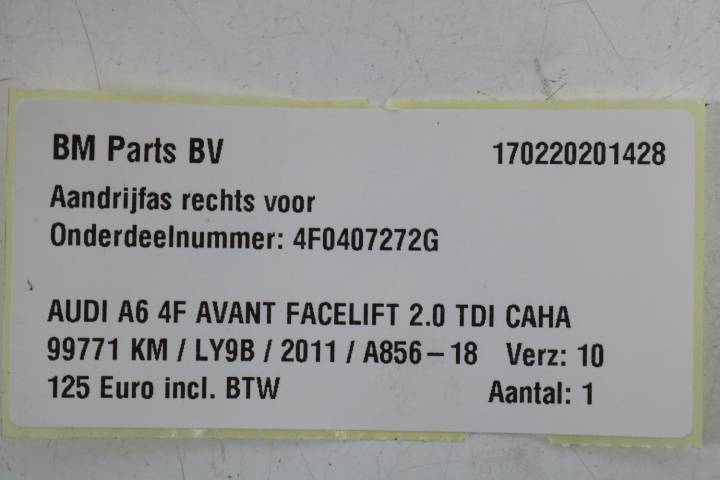 BM Parts BV 170220201428
Aandrijfas rechts voor
Onderdeelnummer: 4F0407272G
AUDI A6 4F AVANT FACELIFT 2.0 TDI CAHA
99771 KM / LY9B / 2011 / A856-18 Verz: 10
125 Euro incl. BTW Aantal: 1